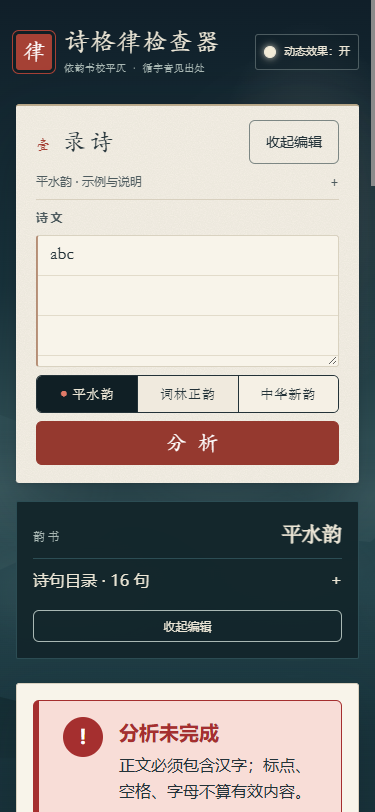 律
诗格律检查器
依韵书校平仄 · 循字音见出处
动态效果：开
壹 录诗
收起编辑
平水韵 · 示例与说明 +
诗文
abc
平水韵 词林正韵 中华新韵
分析
韵书 平水韵
诗句目录 · 16 句 +
收起编辑
! 分析未完成
正文必须包含汉字；标点、
空格、字母不算有效内容。